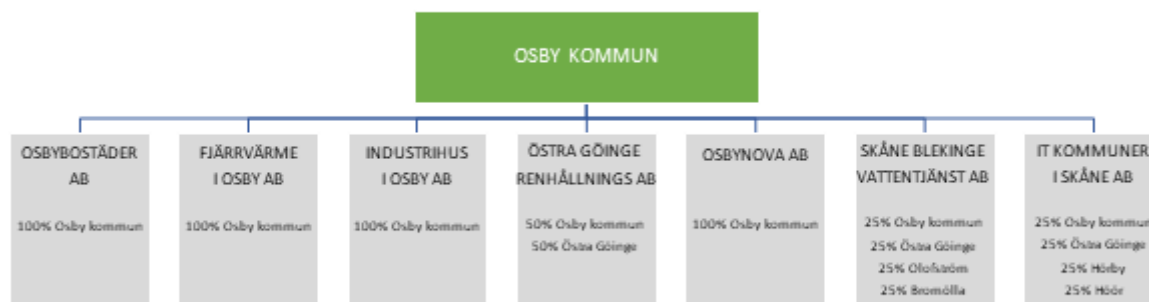 OSBY KOMMUN
OSBYBOSTÄDER
AB
100% Osby kommun
FJÄRRVÄRME
I OSBY AB
100% Osby kommun
INDUSTRIHUS
I OSBY AB
100% Osby kommun
ÖSTRA GÖINGE
RENHÅLLNINGS AB
50% Osby kommun
50% Östra Göinge
OSBYNOVA AB
100% Osby kommun
SKÅNE BLEKINGE
VATTENTJÄNST AB
25% Osby kommun
25% Östra Göinge
25% Olofström
25% Bromölla
IT KOMMUNER
I SKÅNE AB
25% Osby kommun
25% Östra Göinge
25% Hörby
25% Höör